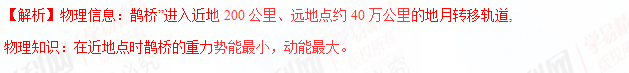 【解析】物理信息：鹊桥”进入近地 200 公里、远地点约 40 万公里的地月转移轨道,
物理知识：在近地点时鹊桥的重力势能最小，动能最大。